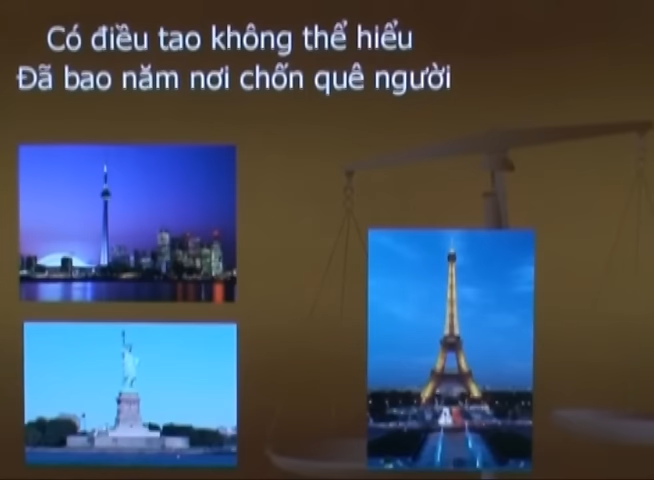 Có điều tao không thể hiểu
Đã bao năm nơi chốn quê người